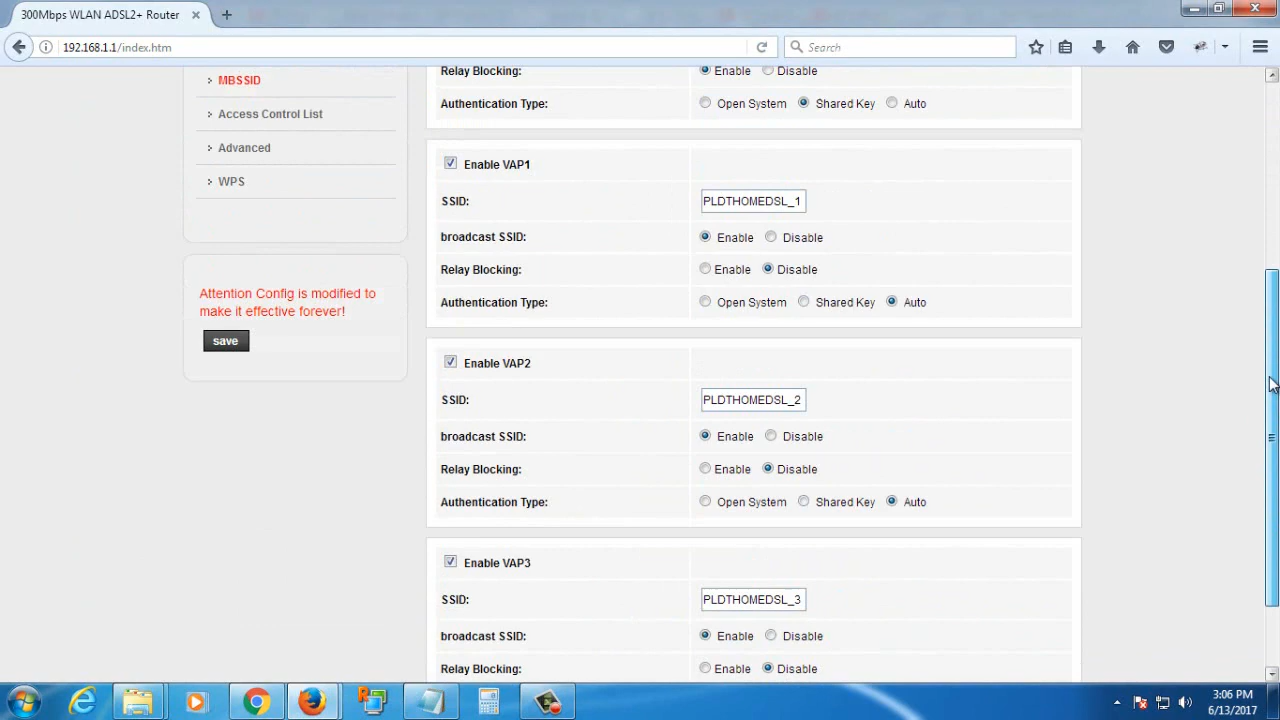 300Mbps WLAN ADSL2+ Router
192.168.1.1/index.htm
Search
MBSSID
Access Control List
Advanced
WPS
Attention Config is modified to
make it effective forever!
save
Relay Blocking: Enable Disable
Authentication Type: Open System Shared Key Auto
Enable VAP1
SSID: PLDTHOMEDSL_1
broadcast SSID: Enable Disable
Relay Blocking: Enable Disable
Authentication Type: Open System Shared Key Auto
Enable VAP2
SSID: PLDTHOMEDSL_2
broadcast SSID: Enable Disable
Relay Blocking: Enable Disable
Authentication Type: Open System Shared Key Auto
Enable VAP3
SSID: PLDTHOMEDSL_3
broadcast SSID: Enable Disable
Relay Blocking: Enable Disable
3:06 PM
6/13/2017